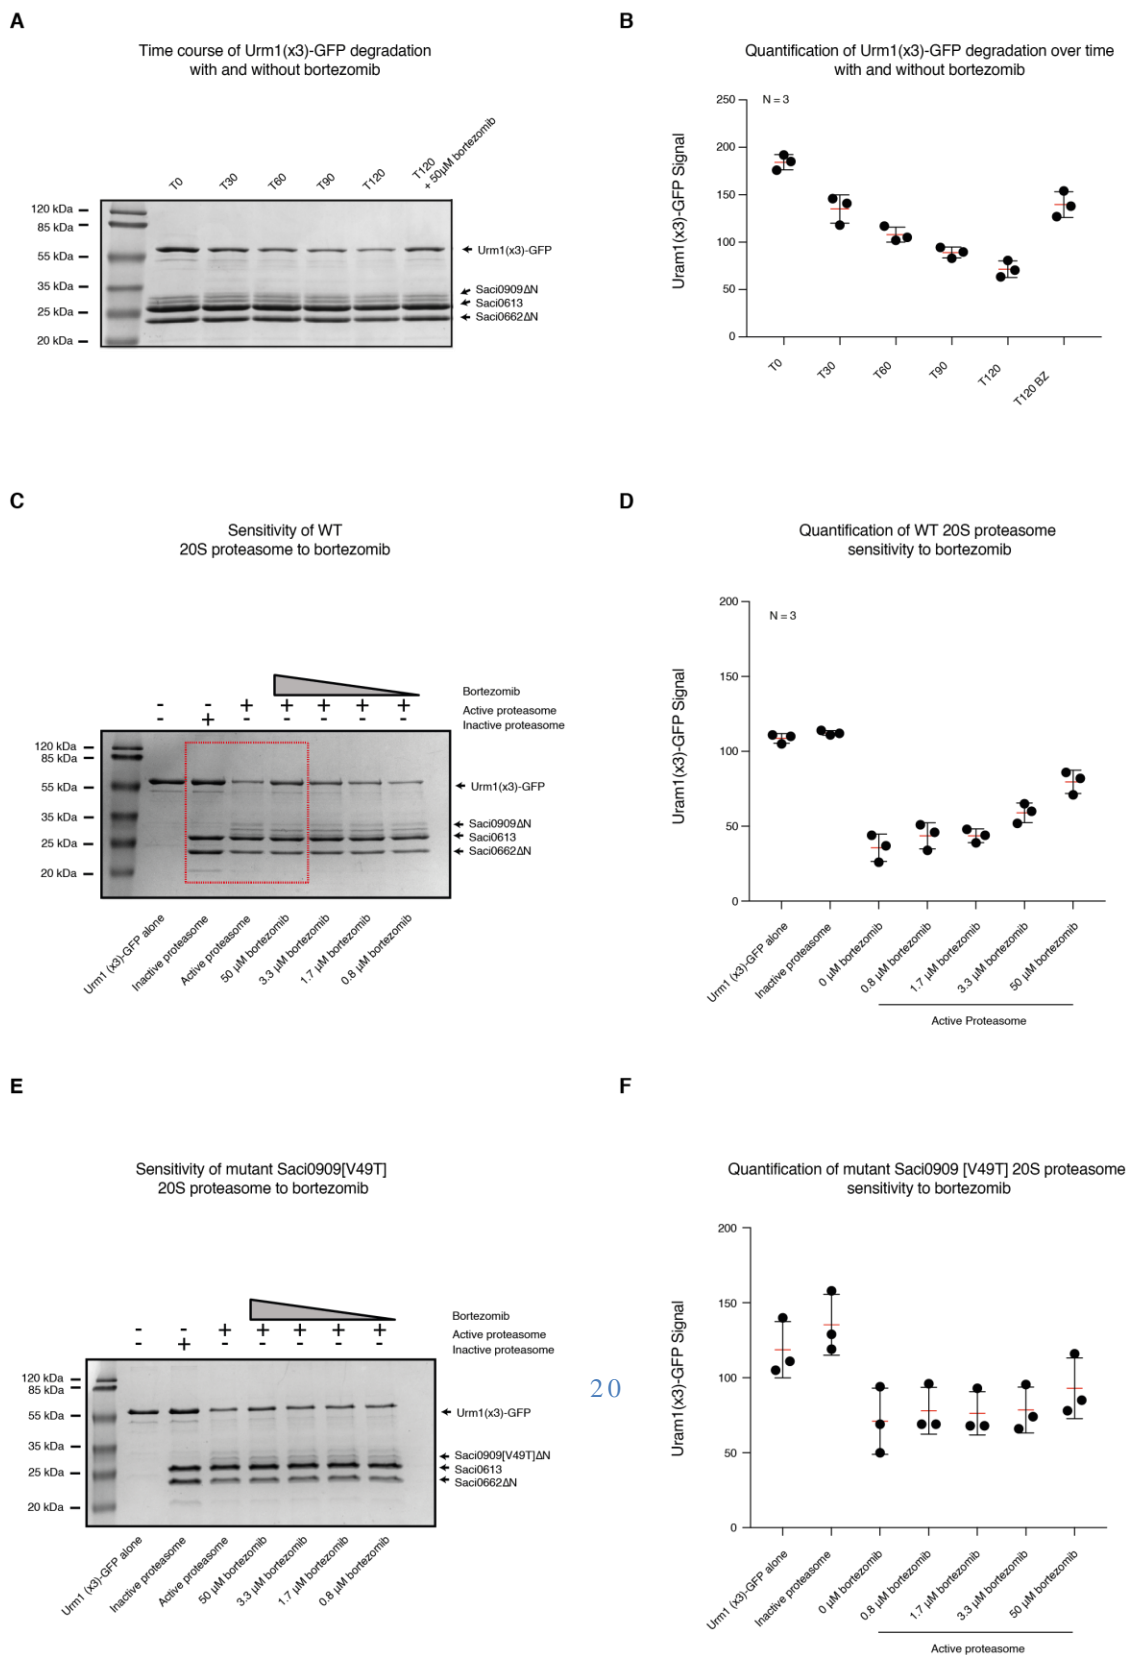 A
Time course of Urm1(x3)-GFP degradation
with and without bortezomib
T0
T30
T60
T90
T120
T120
+ 50µM bortezomib
120 kDa
85 kDa
55 kDa
35 kDa
25 kDa
20 kDa
Urm1(x3)-GFP
Saci0909ΔN
Saci0613
Saci0662ΔN
B
Quantification of Urm1(x3)-GFP degradation over time
with and without bortezomib
N = 3
Uram1(x3)-GFP Signal
250
200
150
100
50
0
T0
T30
T60
T90
T120
T120 BZ
C
Sensitivity of WT
20S proteasome to bortezomib
Bortezomib
- - + + + + + Active proteasome
- + - - - - - Inactive proteasome
120 kDa
85 kDa
55 kDa
35 kDa
25 kDa
20 kDa
Urm1(x3)-GFP
Saci0909ΔN
Saci0613
Saci0662ΔN
Urm1 (x3)-GFP alone
Inactive proteasome
Active proteasome
50 µM bortezomib
3.3 µM bortezomib
1.7 µM bortezomib
0.8 µM bortezomib
D
Quantification of WT 20S proteasome
sensitivity to bortezomib
N = 3
Uram1(x3)-GFP Signal
200
150
100
50
0
Urm1 (x3)-GFP alone
Inactive proteasome
0 µM bortezomib
0.8 µM bortezomib
1.7 µM bortezomib
3.3 µM bortezomib
50 µM bortezomib
Active Proteasome
E
Sensitivity of mutant Saci0909[V49T]
20S proteasome to bortezomib
Bortezomib
- - + + + + + Active proteasome
- + - - - - - Inactive proteasome
120 kDa
85 kDa
55 kDa
35 kDa
25 kDa
20 kDa
Urm1(x3)-GFP
Saci0909[V49T]ΔN
Saci0613
Saci0662ΔN
Urm1 (x3)-GFP alone
Inactive proteasome
Active proteasome
50 µM bortezomib
3.3 µM bortezomib
1.7 µM bortezomib
0.8 µM bortezomib
20
F
Quantification of mutant Saci0909 [V49T] 20S proteasome
sensitivity to bortezomib
Uram1(x3)-GFP Signal
200
150
100
50
0
Urm1 (x3)-GFP alone
Inactive proteasome
0 µM bortezomib
0.8 µM bortezomib
1.7 µM bortezomib
3.3 µM bortezomib
50 µM bortezomib
Active proteasome